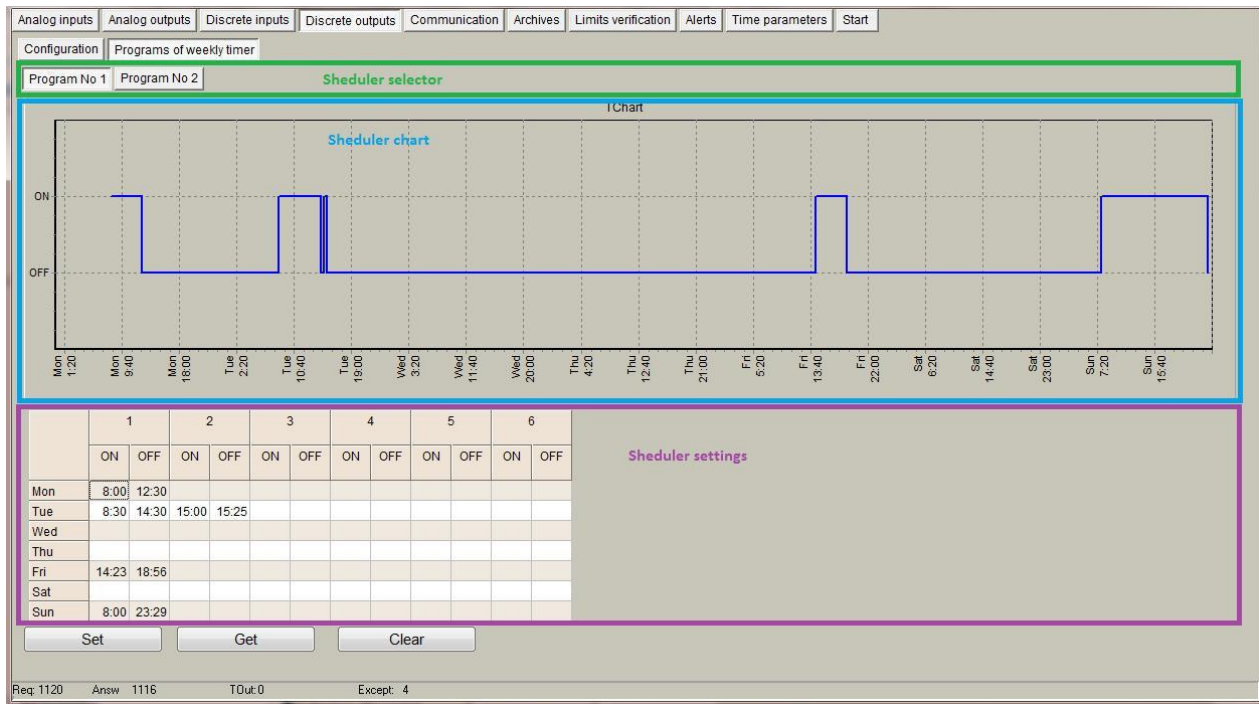 Analog inputs Analog outputs Discrete inputs Discrete outputs Communication Archives Limits verification Alerts Time parameters Start
Configuration Programs of weekly timer
Program No 1 Program No 2 Sheduler selector
TChart
Sheduler chart
ON
OFF
Mon 1:20
Mon 9:40
Mon 18:00
Tue 2:20
Tue 10:40
Tue 19:00
Wed 3:20
Wed 11:40
Wed 20:00
Thu 4:20
Thu 12:40
Thu 21:00
Fri 5:20
Fri 13:40
Fri 22:00
Sat 6:20
Sat 14:40
Sat 23:00
Sun 7:20
Sun 15:40
1 2 3 4 5 6
ON OFF ON OFF ON OFF ON OFF ON OFF ON OFF
Sheduler settings
Mon 8:00 12:30
Tue 8:30 14:30 15:00 15:25
Wed
Thu
Fri 14:23 18:56
Sat
Sun 8:00 23:29
Set Get Clear
Req: 1120 Answ 1116 TOut: 0 Except: 4